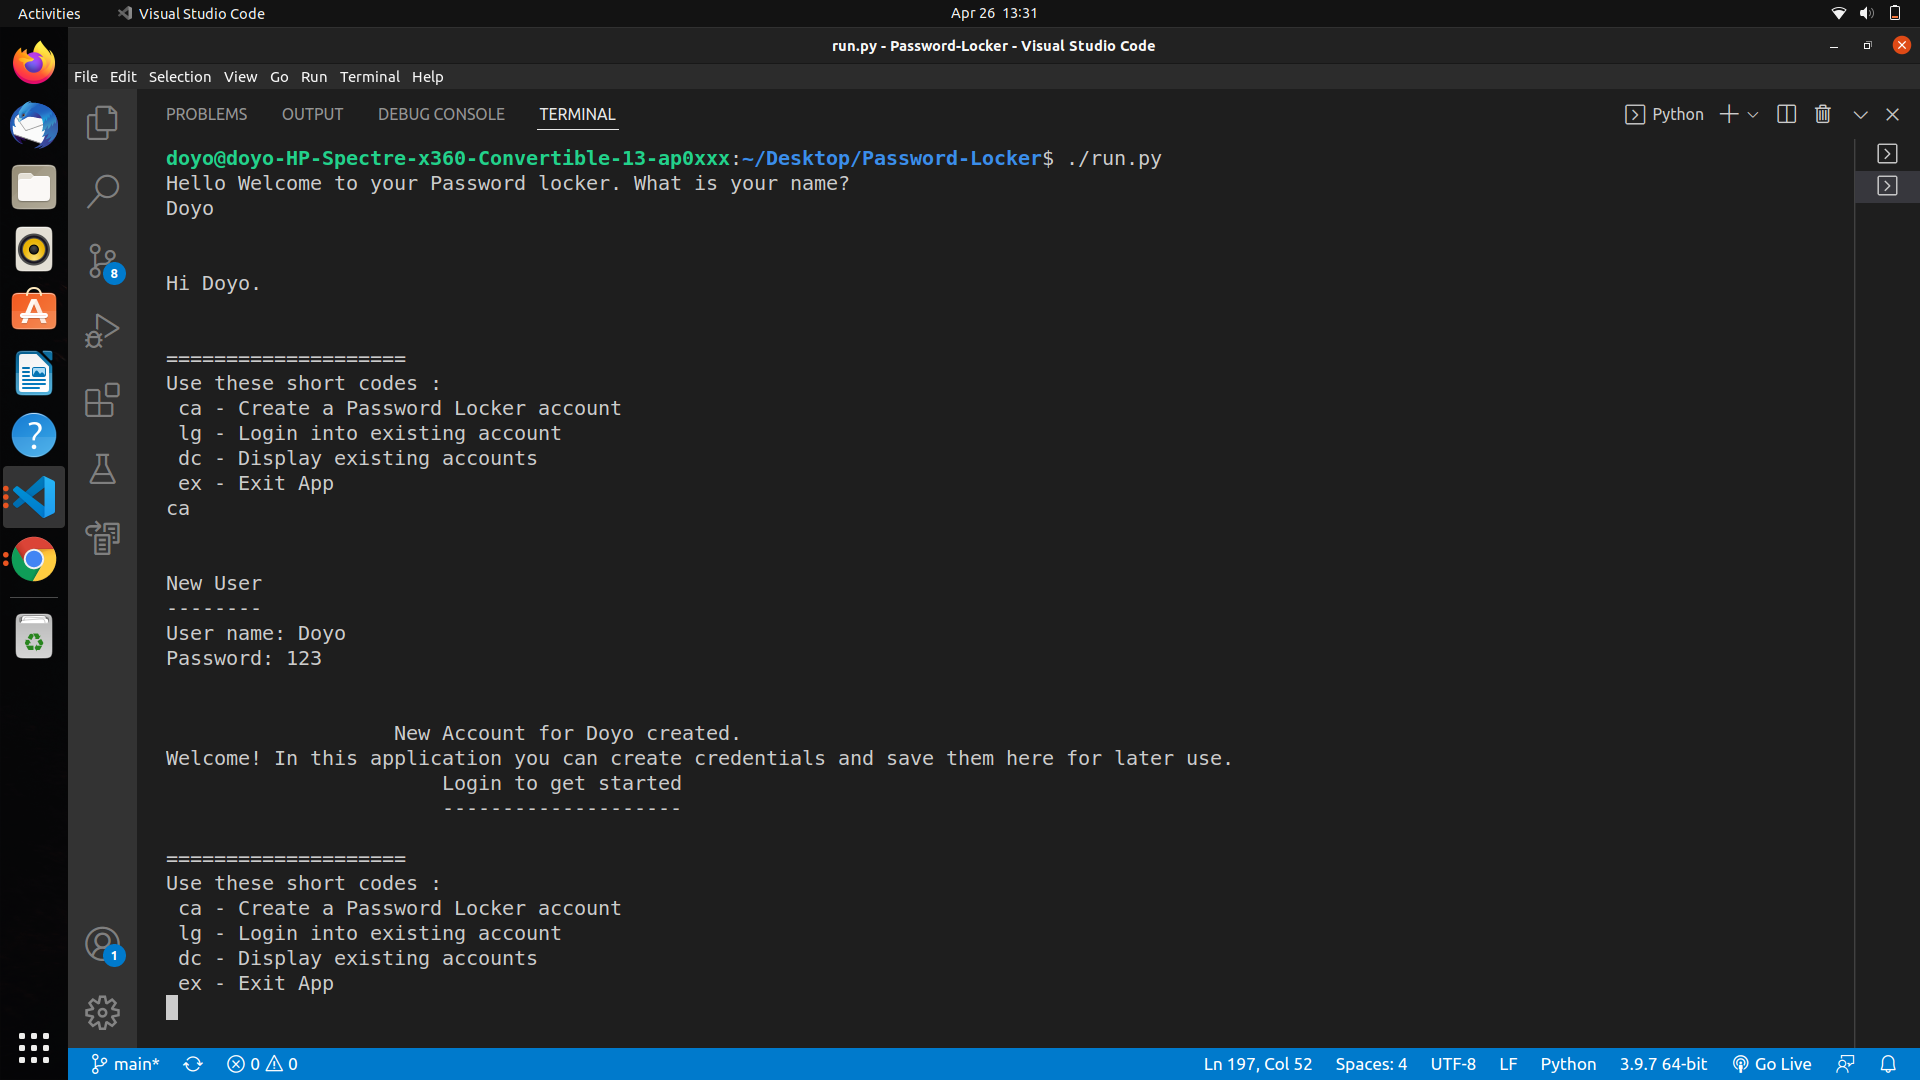 Activities
Visual Studio Code
Apr 26 13:31
run.py - Password-Locker - Visual Studio Code
File Edit Selection View Go Run Terminal Help
PROBLEMS OUTPUT DEBUG CONSOLE TERMINAL
Python
doyo@doyo-HP-Spectre-x360-Convertible-13-ap0xxx:~/Desktop/Password-Locker$ ./run.py
Hello Welcome to your Password locker. What is your name?
Doyo
Hi Doyo.
====================
Use these short codes :
ca - Create a Password Locker account
lg - Login into existing account
dc - Display existing accounts
ex - Exit App
ca
New User
--------
User name: Doyo
Password: 123
New Account for Doyo created.
Welcome! In this application you can create credentials and save them here for later use.
Login to get started
--------------------
====================
Use these short codes :
ca - Create a Password Locker account
lg - Login into existing account
dc - Display existing accounts
ex - Exit App
8
1
main* 0 0 Ln 197, Col 52 Spaces: 4 UTF-8 LF Python 3.9.7 64-bit Go Live